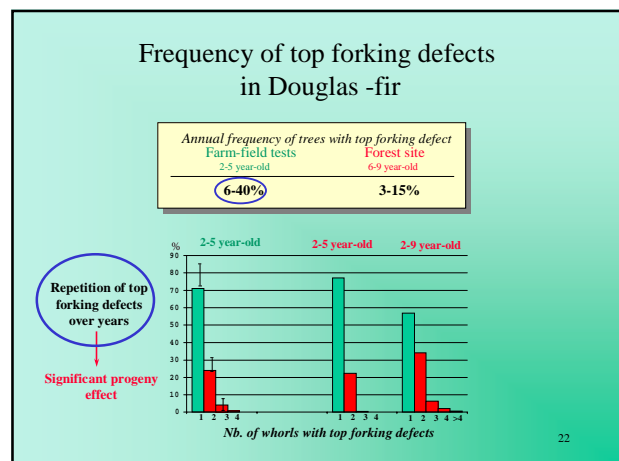 Frequency of top forking defects
in Douglas -fir
Annual frequency of trees with top forking defect
Farm-field tests Forest site
2-5 year-old 6-9 year-old
6-40% 3-15%
% 2-5 year-old 2-5 year-old 2-9 year-old
90
80
70
60
50
40
30
20
10
0
1 2 3 4 1 2 3 4 1 2 3 4 >4
Nb. of whorls with top forking defects
Repetition of top
forking defects
over years
Significant progeny
effect
22